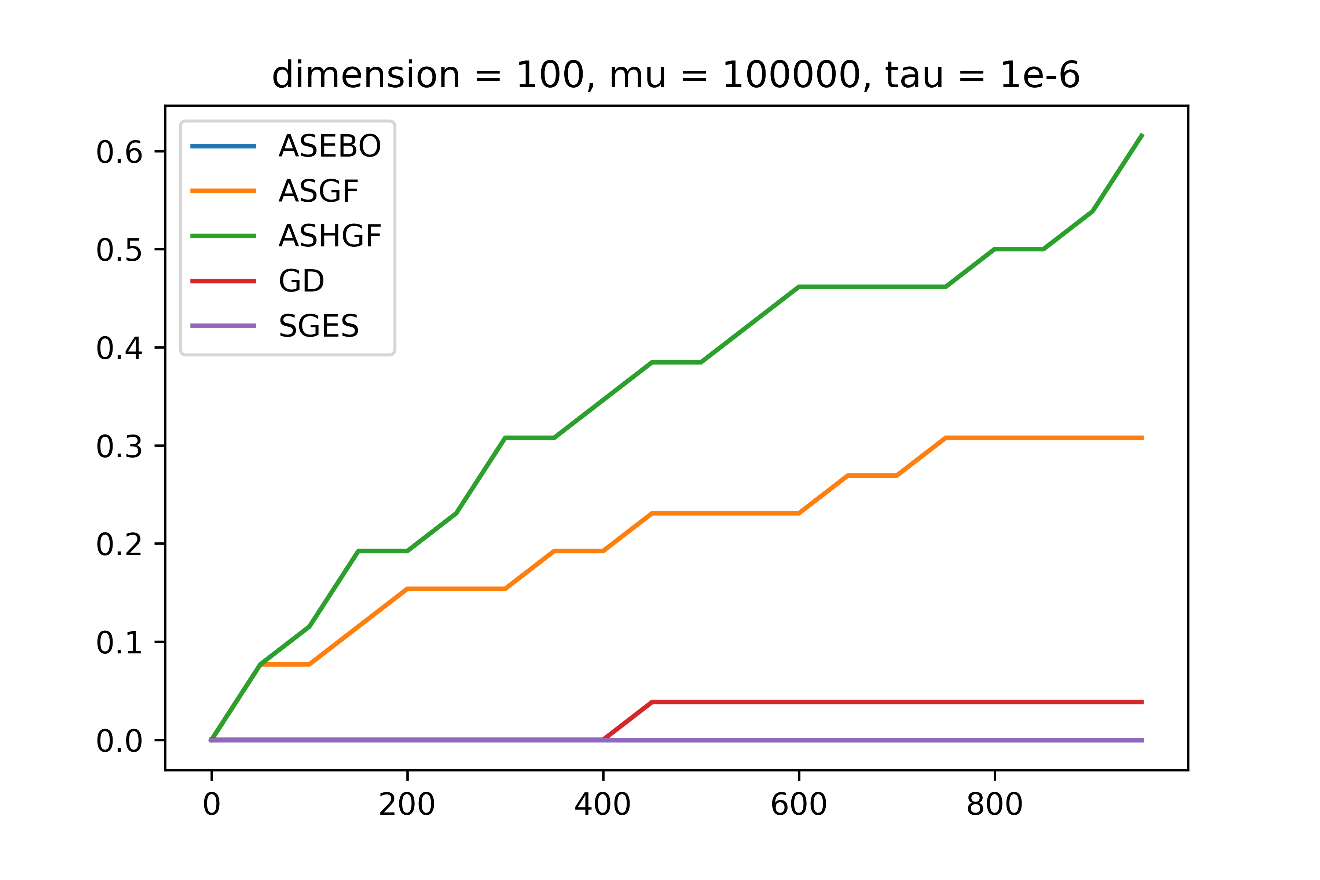 dimension = 100, mu = 100000, tau = 1e-6
ASEBO
ASGF
ASHGF
GD
SGES
0.6
0.5
0.4
0.3
0.2
0.1
0.0
0 200 400 600 800